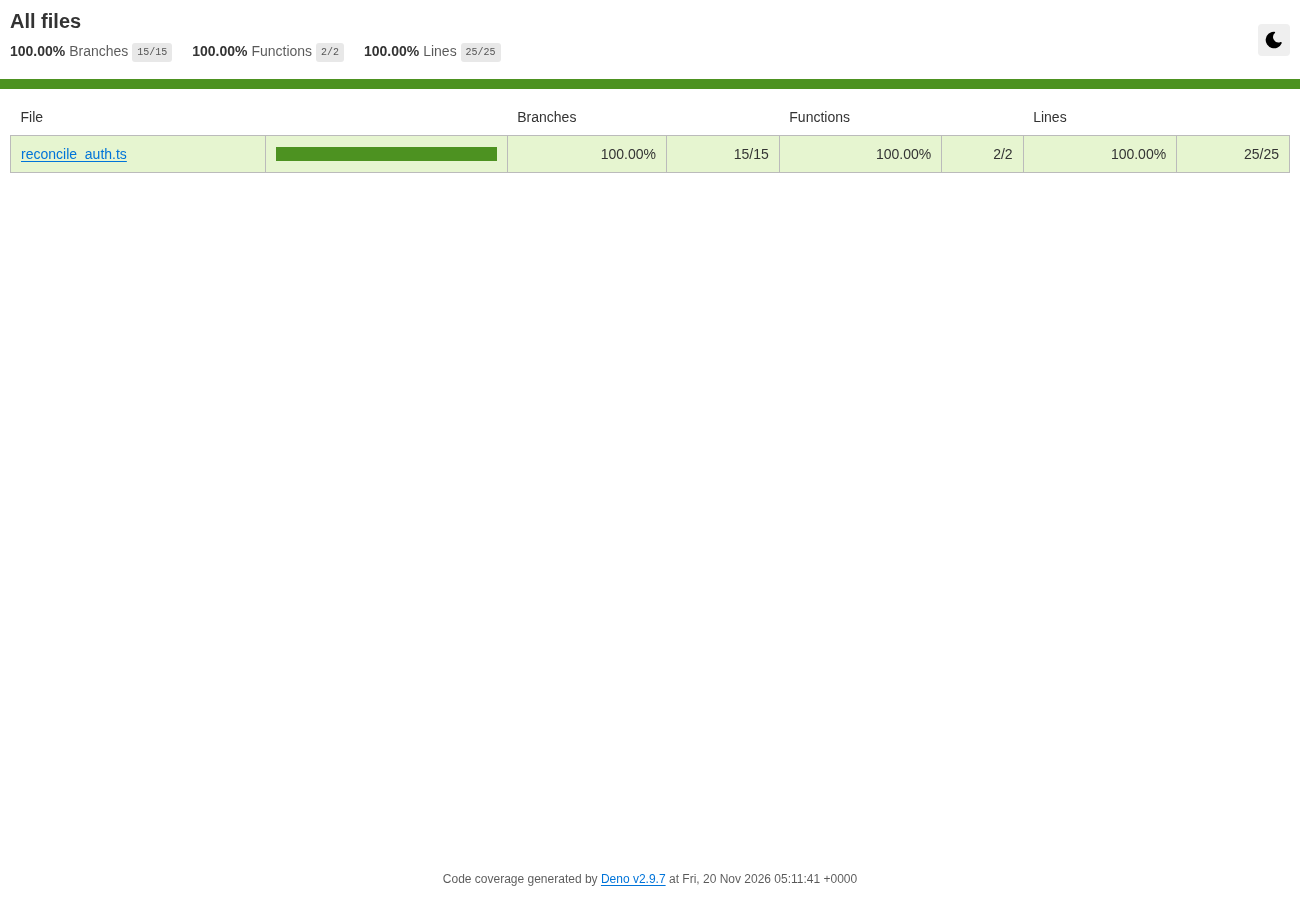 All files
100.00% Branches 15/15 100.00% Functions 2/2 100.00% Lines 25/25
File Branches Functions Lines
reconcile_auth.ts 100.00% 15/15 100.00% 2/2 100.00% 25/25
Code coverage generated by Deno v2.9.7 at Fri, 20 Nov 2026 05:11:41 +0000